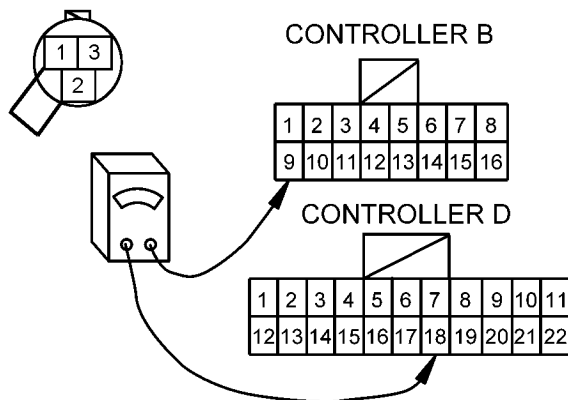 1 3
2
CONTROLLER B
1 2 3 4 5 6 7 8
9 10 11 12 13 14 15 16
CONTROLLER D
1 2 3 4 5 6 7 8 9 10 11
12 13 14 15 16 17 18 19 20 21 22